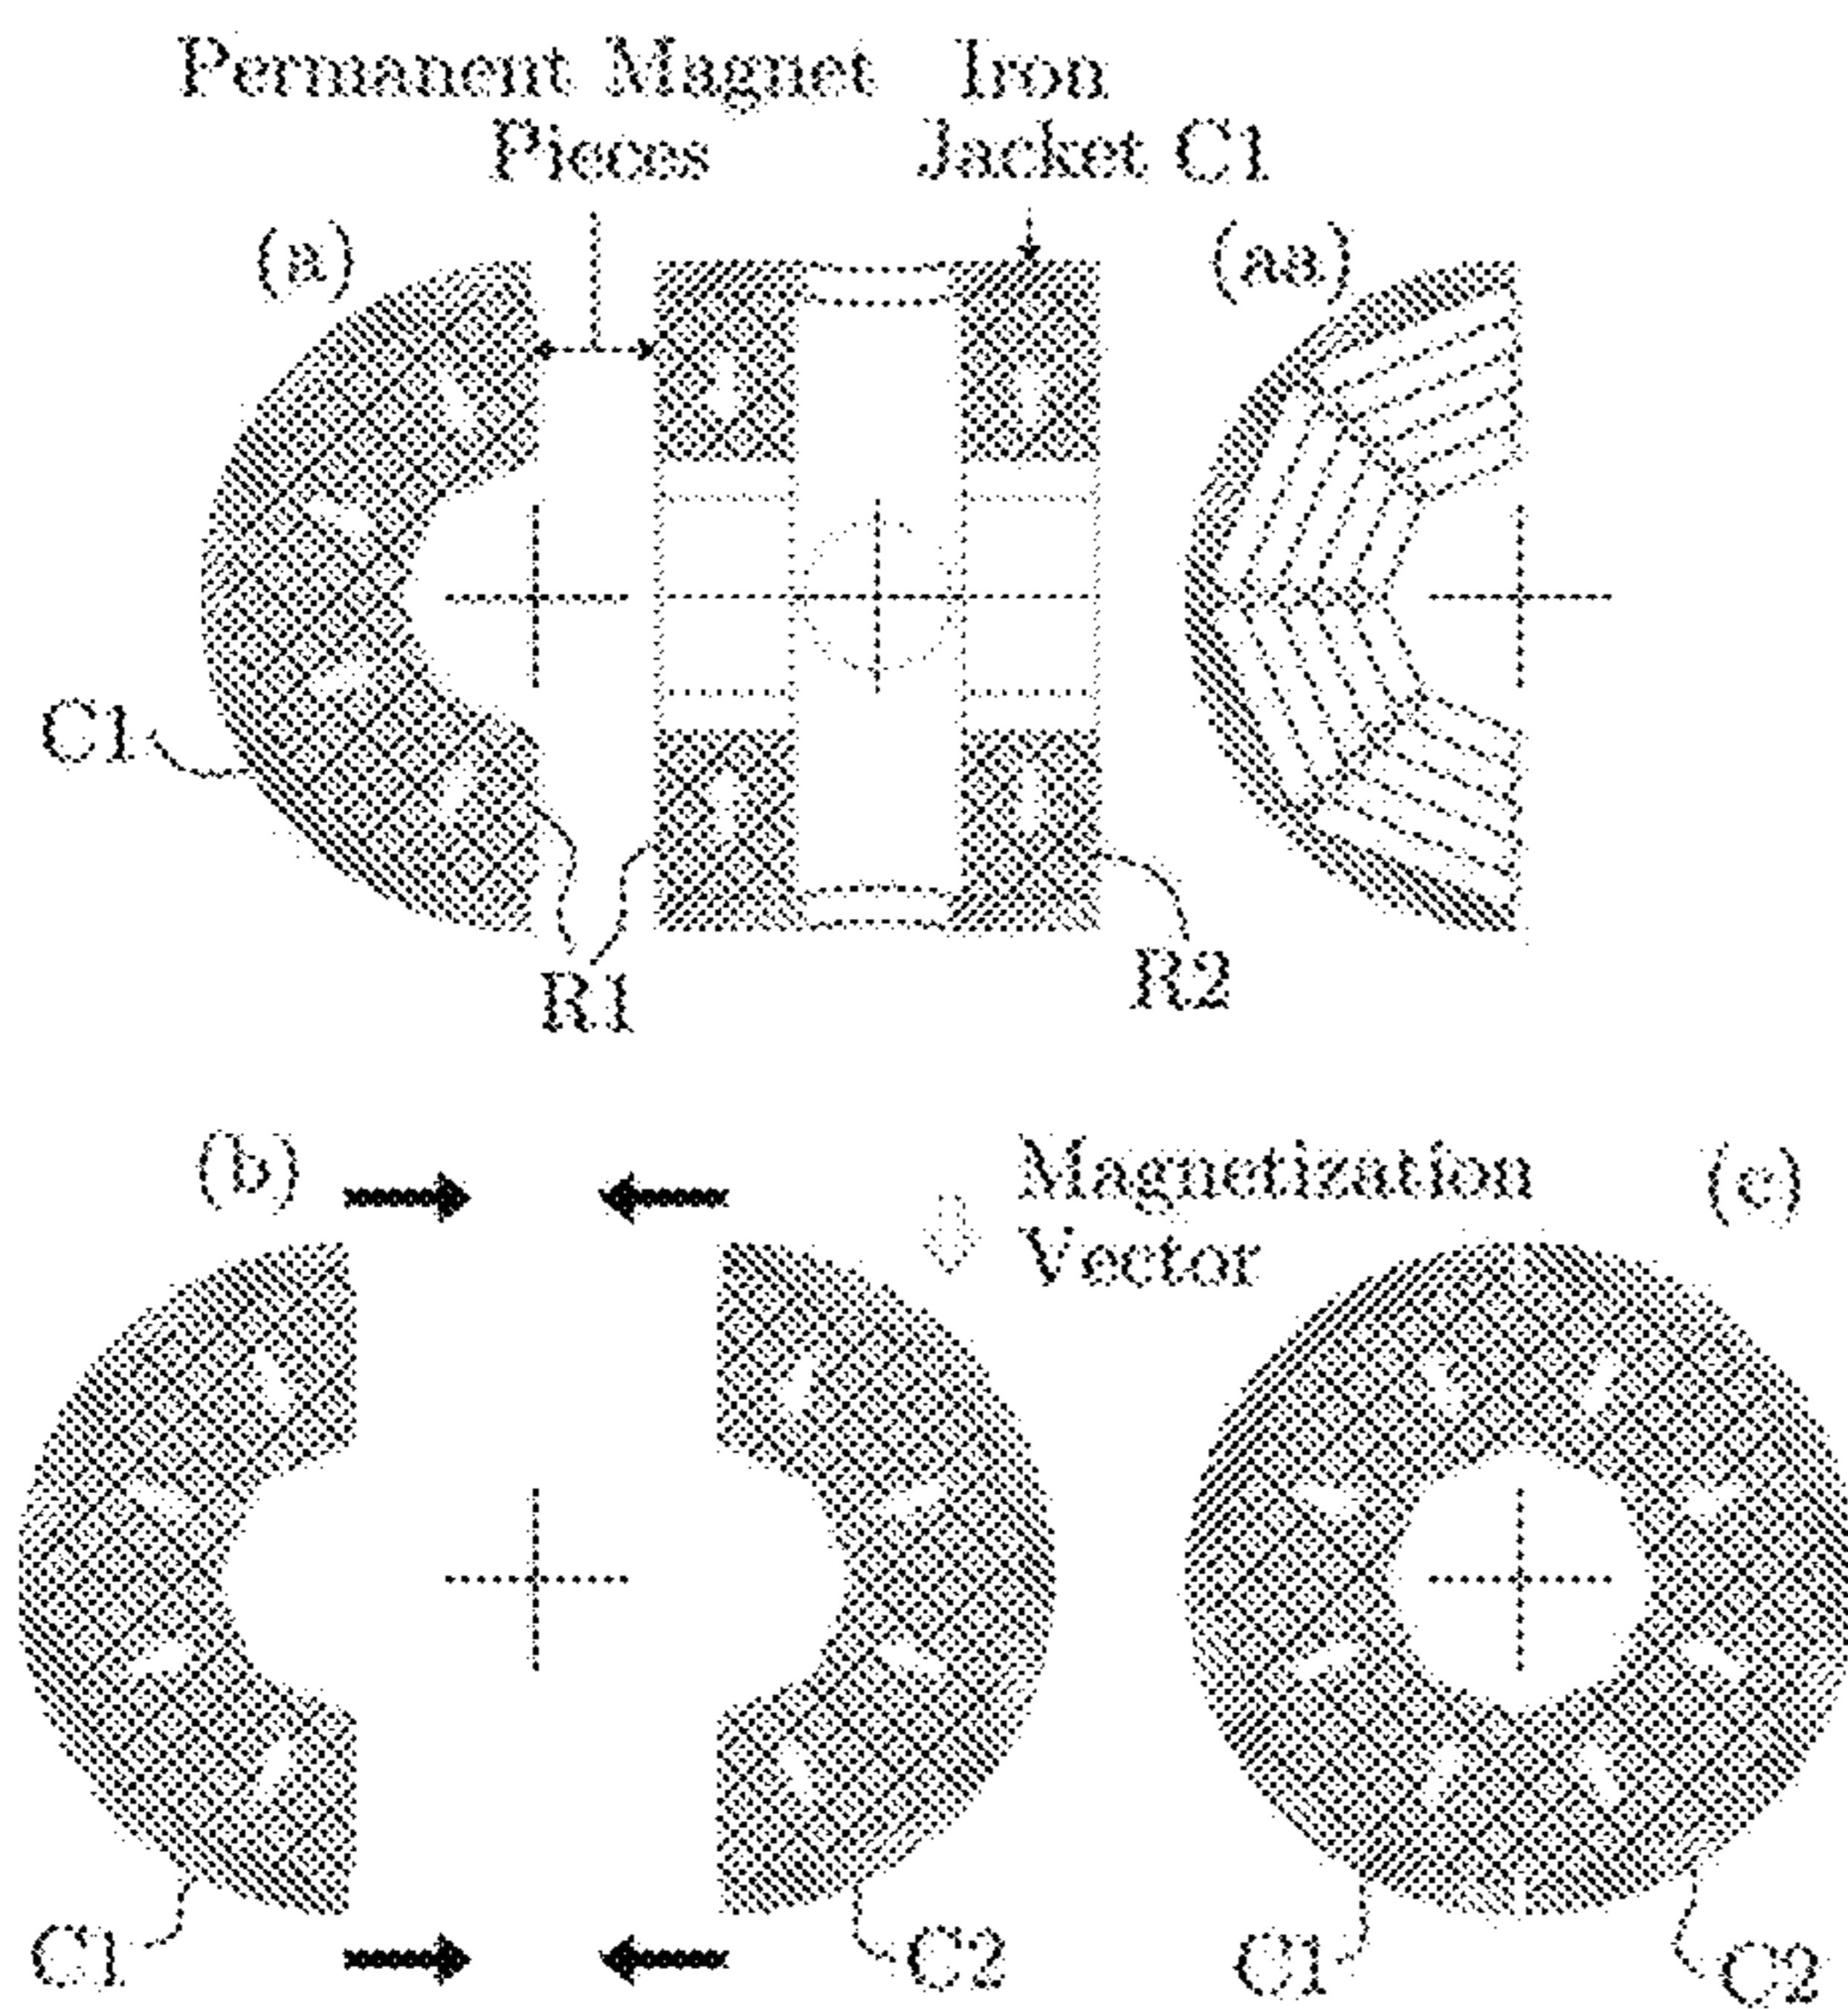 Permanent Magnet
Pieces
Iron
Jacket C1
(a)
(aa)
C1
R1
R2
(b)
Magnetization
Vector
(c)
C1
C2
C1
C2